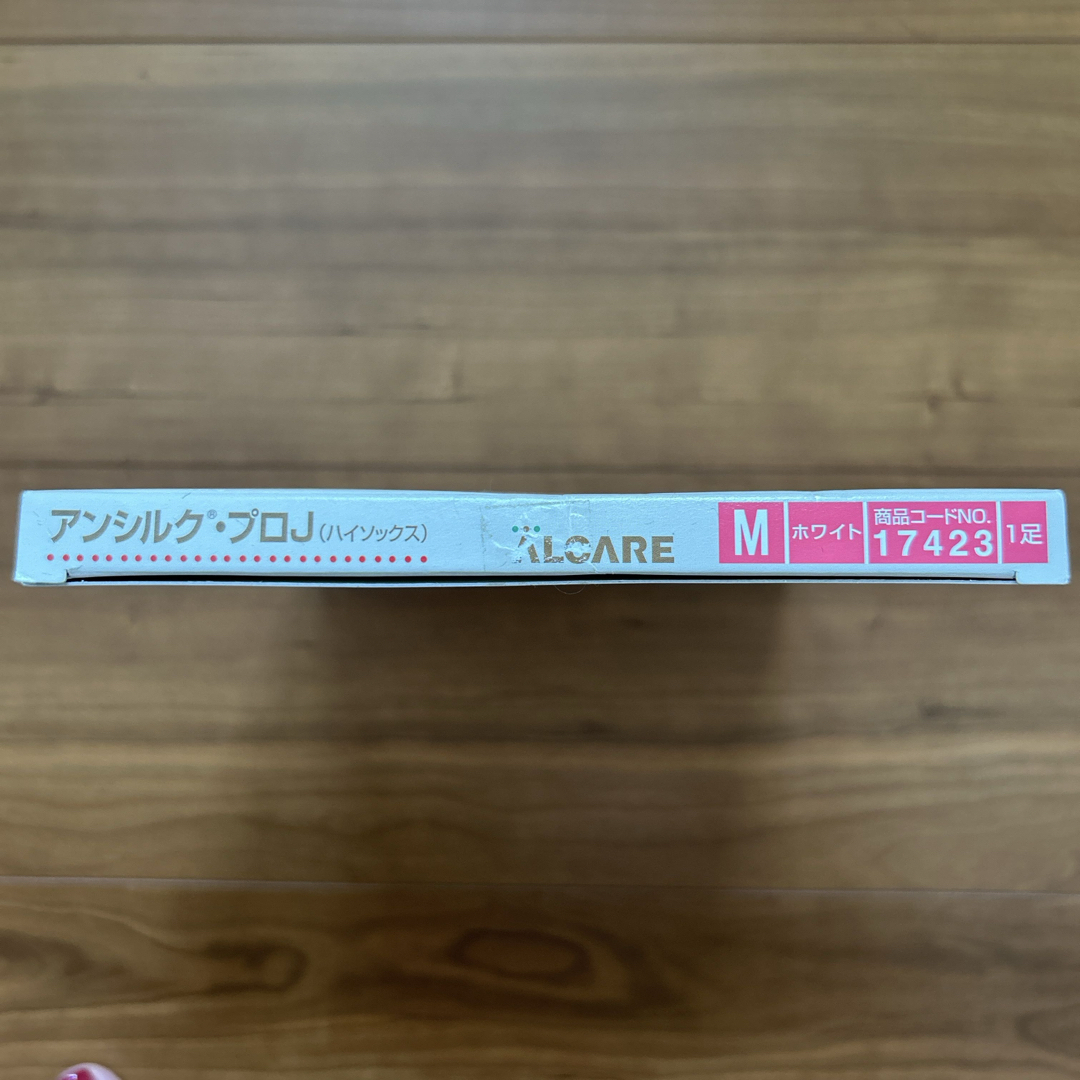 アンシルク®・プロJ(ハイソックス)
ALCARE
M
ホワイト
商品コードNO.
17423
1足